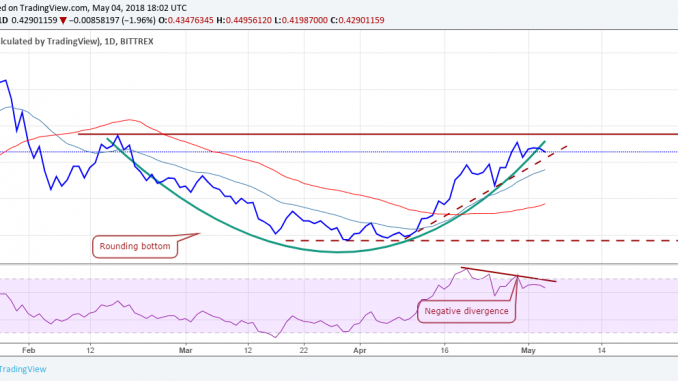 ed on TradingView.com, May 04, 2018 18:02 UTC
1D 0.42901159 ▼ −0.00858197 (−1.96%) O:0.43476345 H:0.44956120 L:0.41987000 C:0.42901159
lculated by TradingView), 1D, BITTREX
Rounding bottom
Negative divergence
Feb 12 Mar 12 22 Apr 16 May 14
TradingView